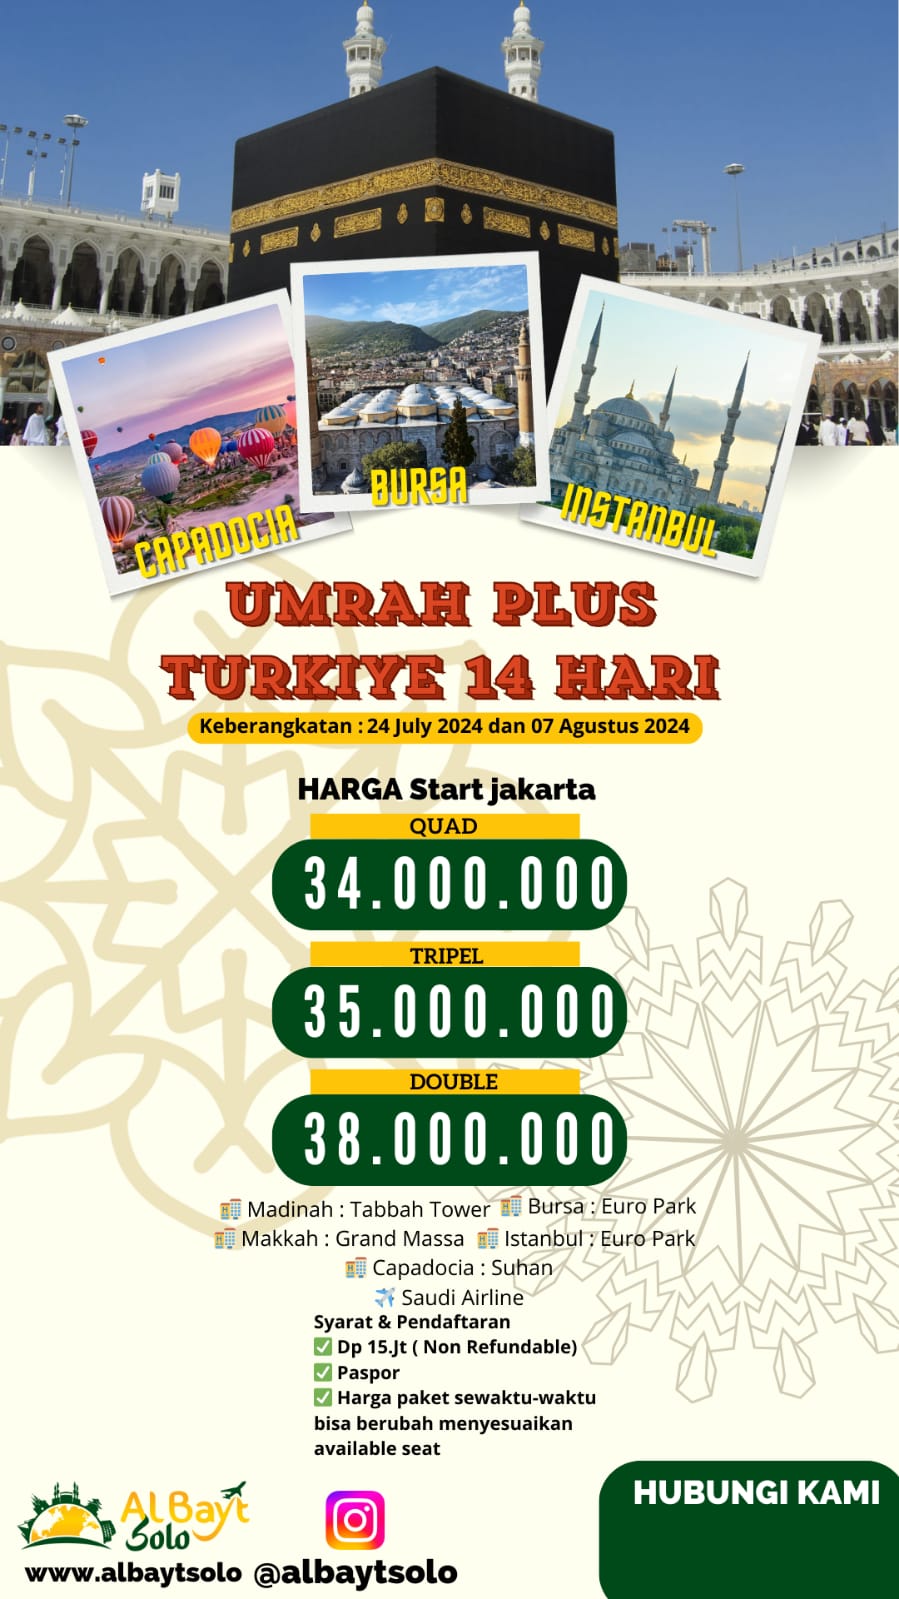 CAPADOCIA
BURSA
INSTANBUL
UMRAH PLUS
TURKIYE 14 HARI
Keberangkatan : 24 July 2024 dan 07 Agustus 2024
HARGA Start jakarta
QUAD
34.000.000
TRIPEL
35.000.000
DOUBLE
38.000.000
🏨 Madinah : Tabbah Tower 🏨 Bursa : Euro Park
🏨 Makkah : Grand Massa 🏨 Istanbul : Euro Park
🏨 Capadocia : Suhan
✈️ Saudi Airline
Syarat & Pendaftaran
✅ Dp 15.Jt ( Non Refundable)
✅ Paspor
✅ Harga paket sewaktu-waktu
bisa berubah menyesuaikan
available seat
Al Bayt
Solo
www.albaytsolo @albaytsolo
HUBUNGI KAMI